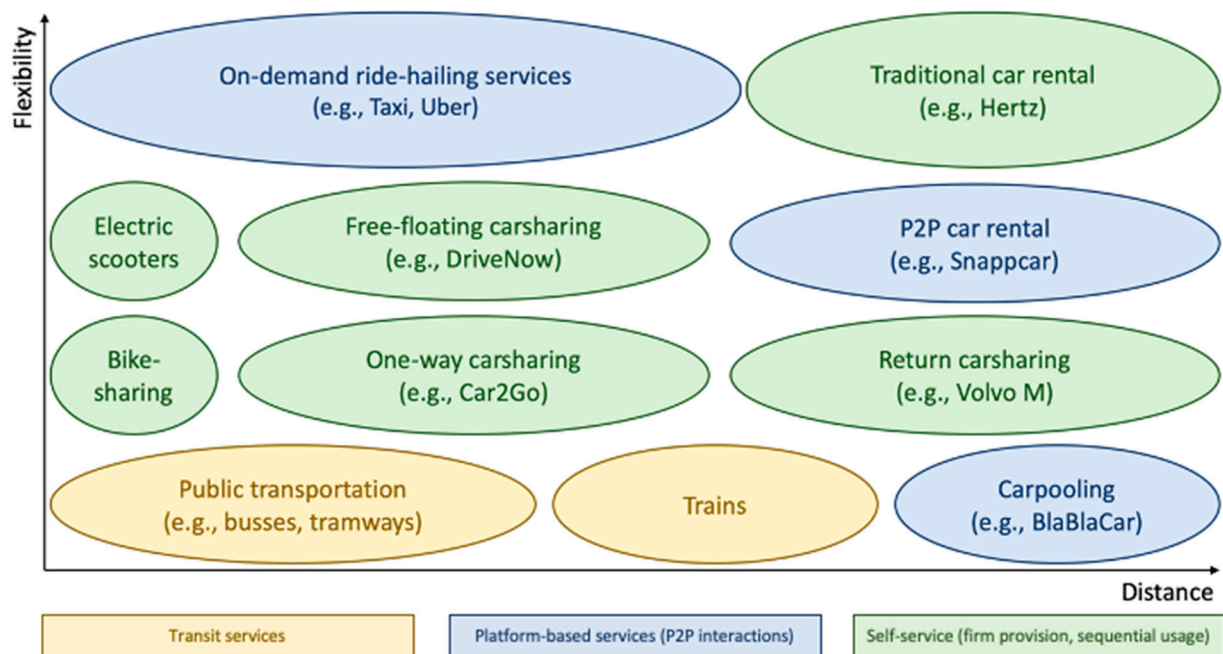 Flexibility
On-demand ride-hailing services
(e.g., Taxi, Uber)
Traditional car rental
(e.g., Hertz)
Electric
scooters
Free-floating carsharing
(e.g., DriveNow)
P2P car rental
(e.g., Snappcar)
Bike-
sharing
One-way carsharing
(e.g., Car2Go)
Return carsharing
(e.g., Volvo M)
Public transportation
(e.g., busses, tramways)
Trains
Carpooling
(e.g., BlaBlaCar)
Distance
Transit services
Platform-based services (P2P interactions)
Self-service (firm provision, sequential usage)